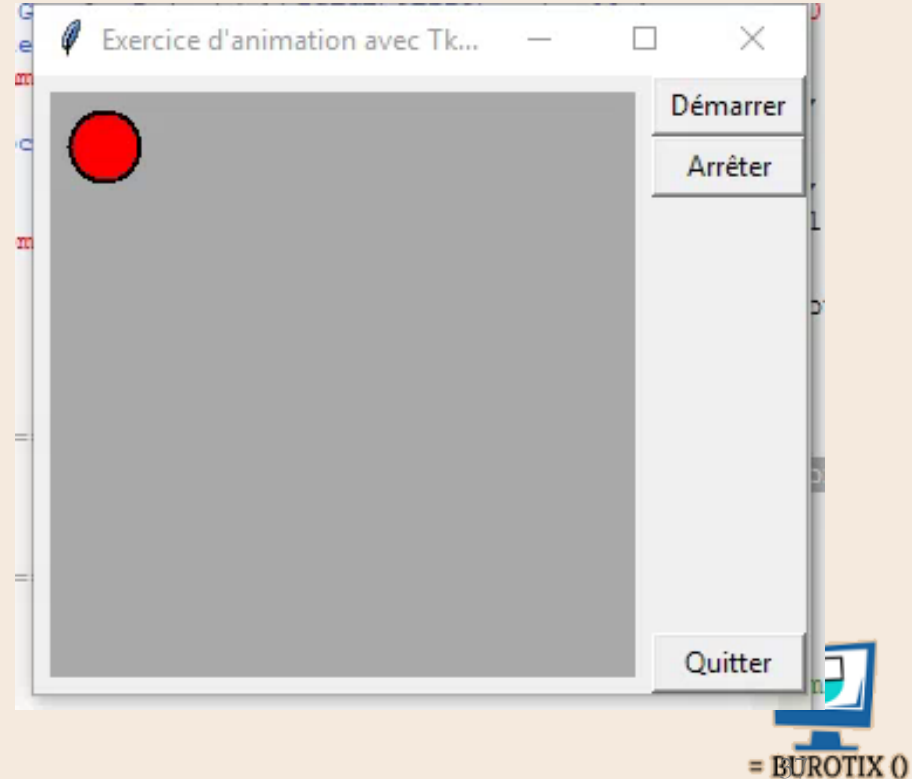 Exercice d'animation avec Tk...
Démarrer
Arrêter
Quitter
= BUROTIX ()